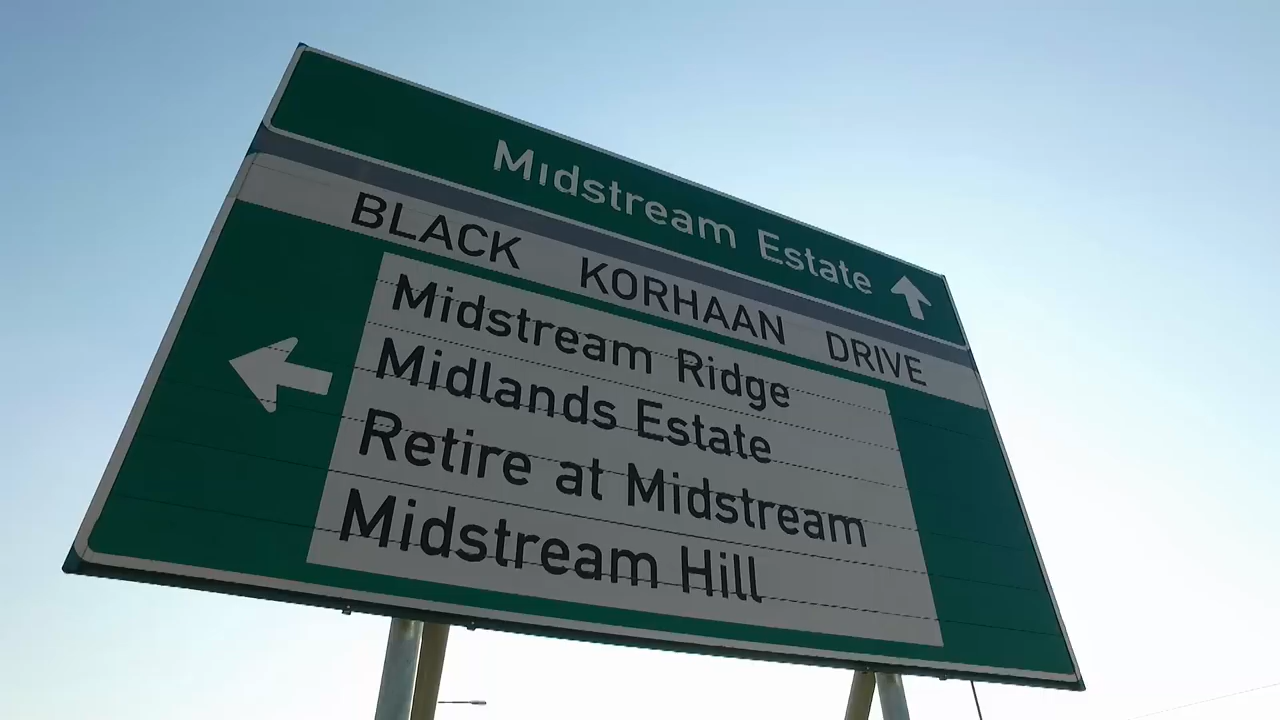 Midstream Estate
BLACK KORHAAN DRIVE
Midstream Ridge
Midlands Estate
Retire at Midstream
Midstream Hill